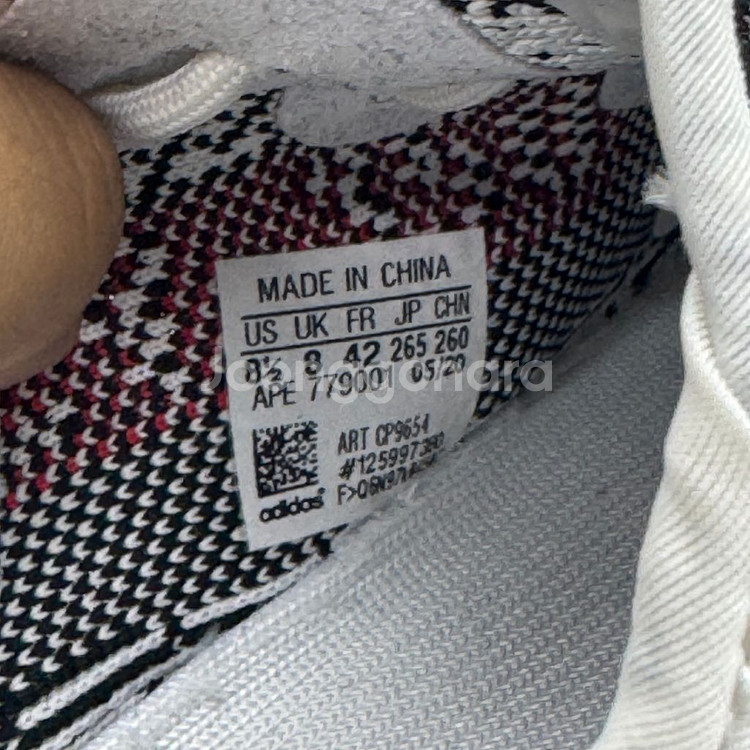 MADE IN CHINA
US UK FR JP CHN
8½ 8 42 265 260
APE 779001 05/20
Joonggonara
ART CP9654
adidas